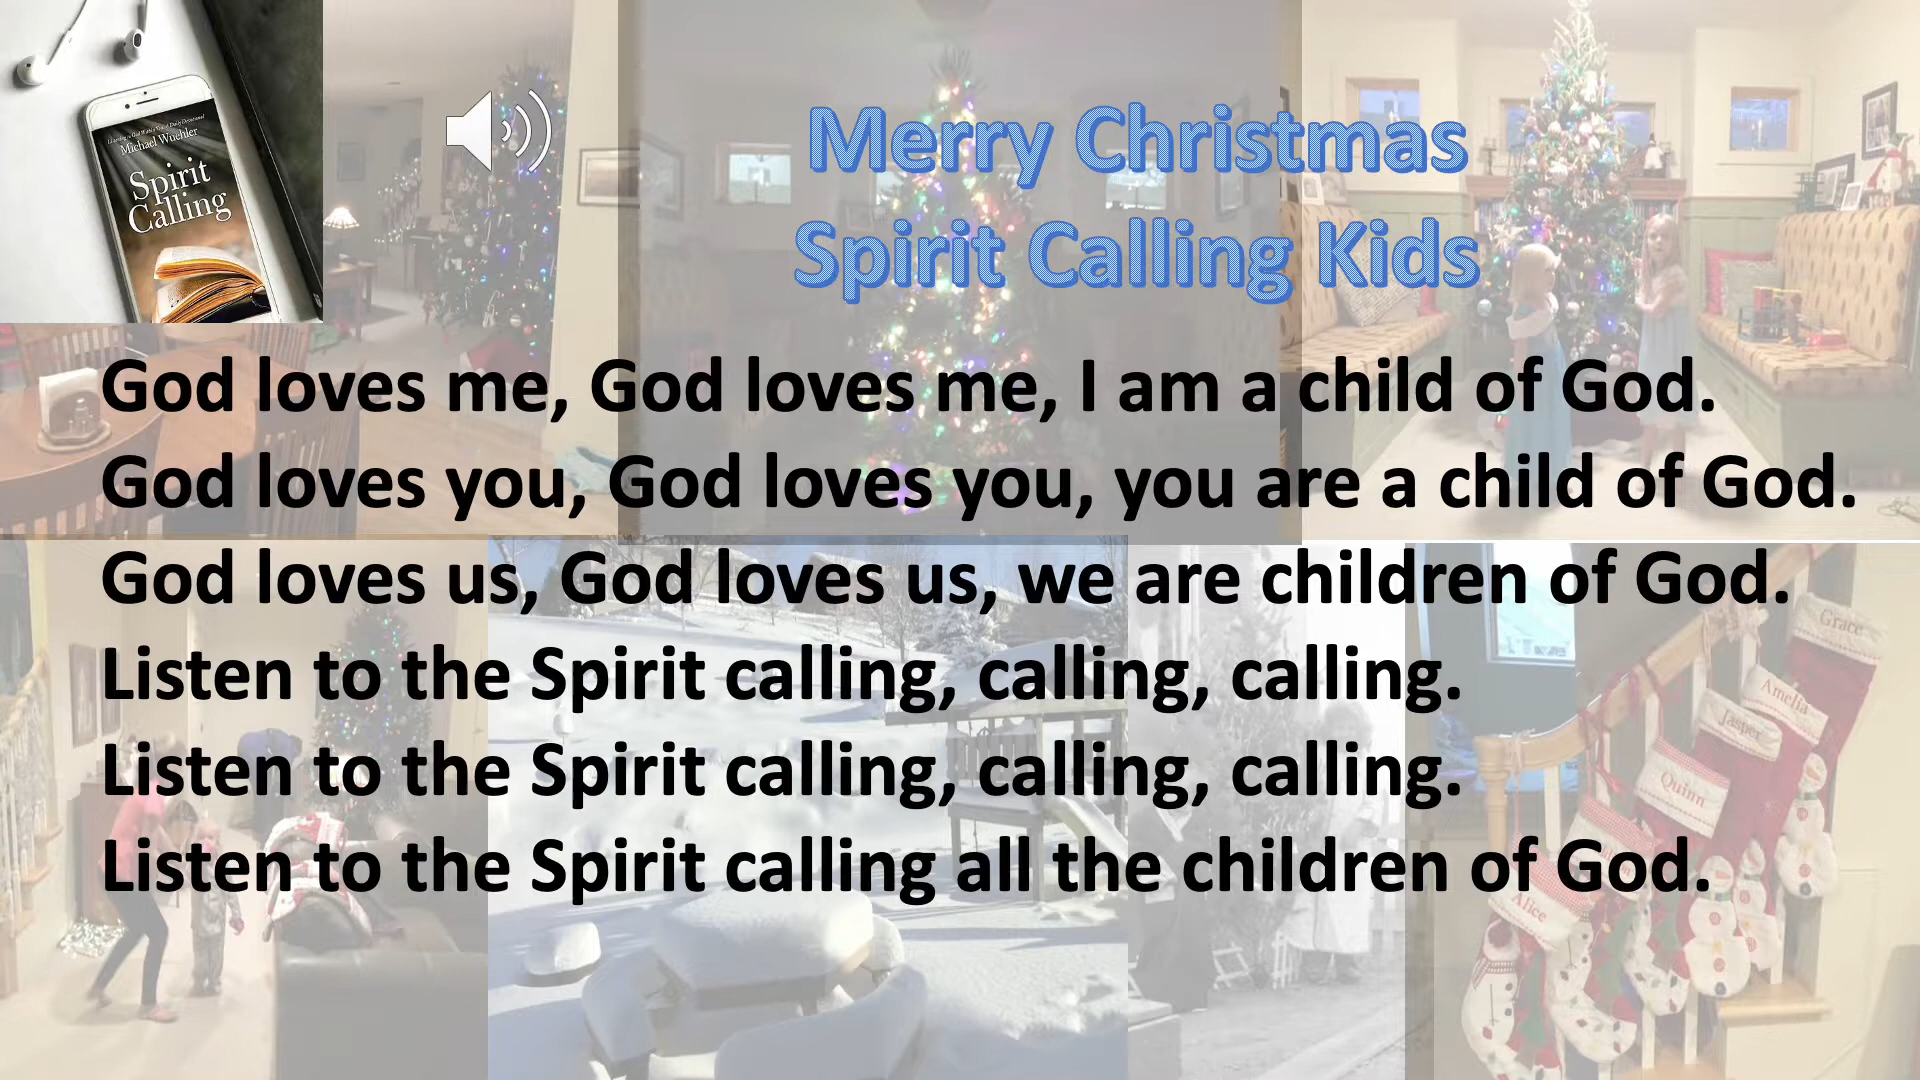 Michael Wuehler
Spirit
Calling
Merry Christmas
Spirit Calling Kids
God loves me, God loves me, I am a child of God.
God loves you, God loves you, you are a child of God.
God loves us, God loves us, we are children of God.
Listen to the Spirit calling, calling, calling.
Listen to the Spirit calling, calling, calling.
Listen to the Spirit calling all the children of God.
Grace
Amelia
Jasper
Quinn
Alice